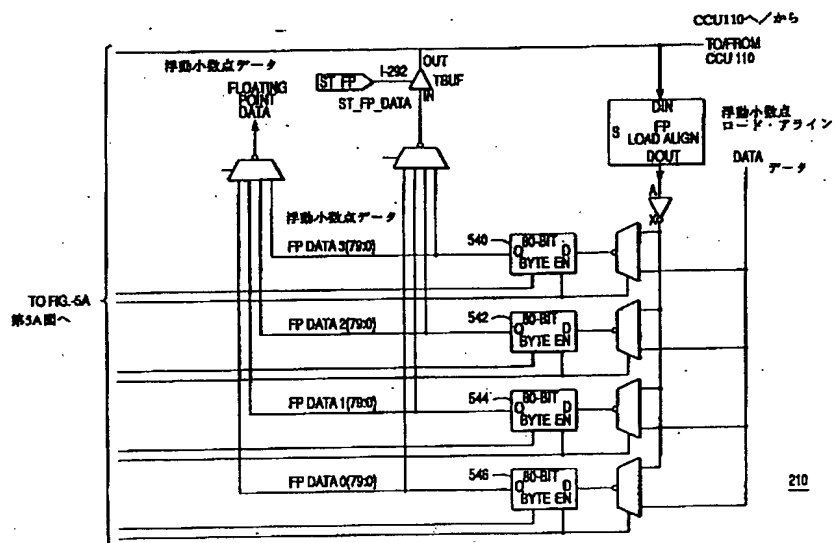 CCU110へ/から
TO/FROM
CCU 110
浮動小数点データ
FLOATING
POINT
DATA
ST_FP
I-292
OUT
TBUF
IN
ST_FP_DATA
DIN
S FP
LOAD ALIGN
DOUT
浮動小数点
ロード・アライン
DATA
データ
A
X
浮動小数点データ
FP DATA 3(79:0)
540
80-BIT
Q D
BYTE EN
TO FIG.-5A
第5A図へ
FP DATA 2(79:0)
542
80-BIT
Q D
BYTE EN
FP DATA 1(79:0)
544
80-BIT
Q D
BYTE EN
FP DATA 0(79:0)
546
80-BIT
Q D
BYTE EN
210